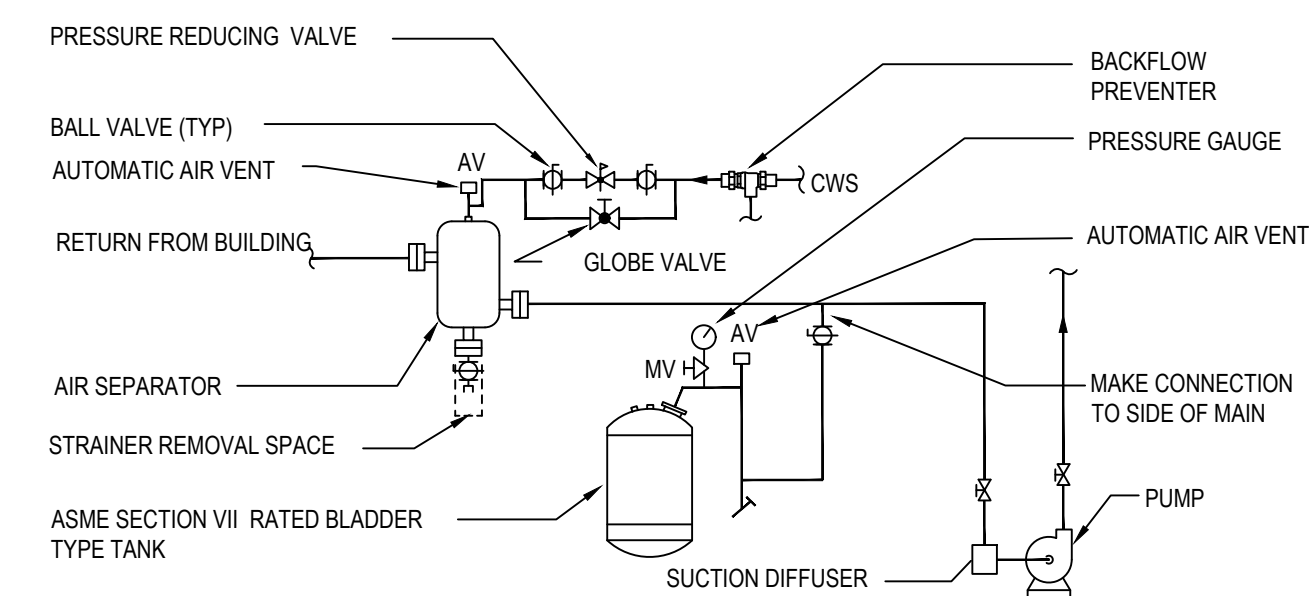 PRESSURE REDUCING VALVE
BACKFLOW
PREVENTER
BALL VALVE (TYP)
PRESSURE GAUGE
AUTOMATIC AIR VENT
AV
CWS
RETURN FROM BUILDING
GLOBE VALVE
AUTOMATIC AIR VENT
AV
MV
AIR SEPARATOR
MAKE CONNECTION
TO SIDE OF MAIN
STRAINER REMOVAL SPACE
ASME SECTION VII RATED BLADDER
TYPE TANK
PUMP
SUCTION DIFFUSER